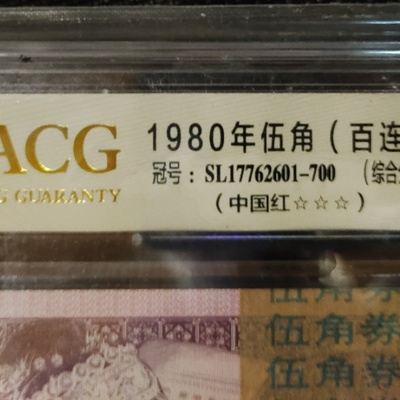 ACG
G GUARANTY
1980年伍角（百连
冠号：SL17762601-700 （综合
（中国红☆☆☆）
伍角券
伍角券
伍角券